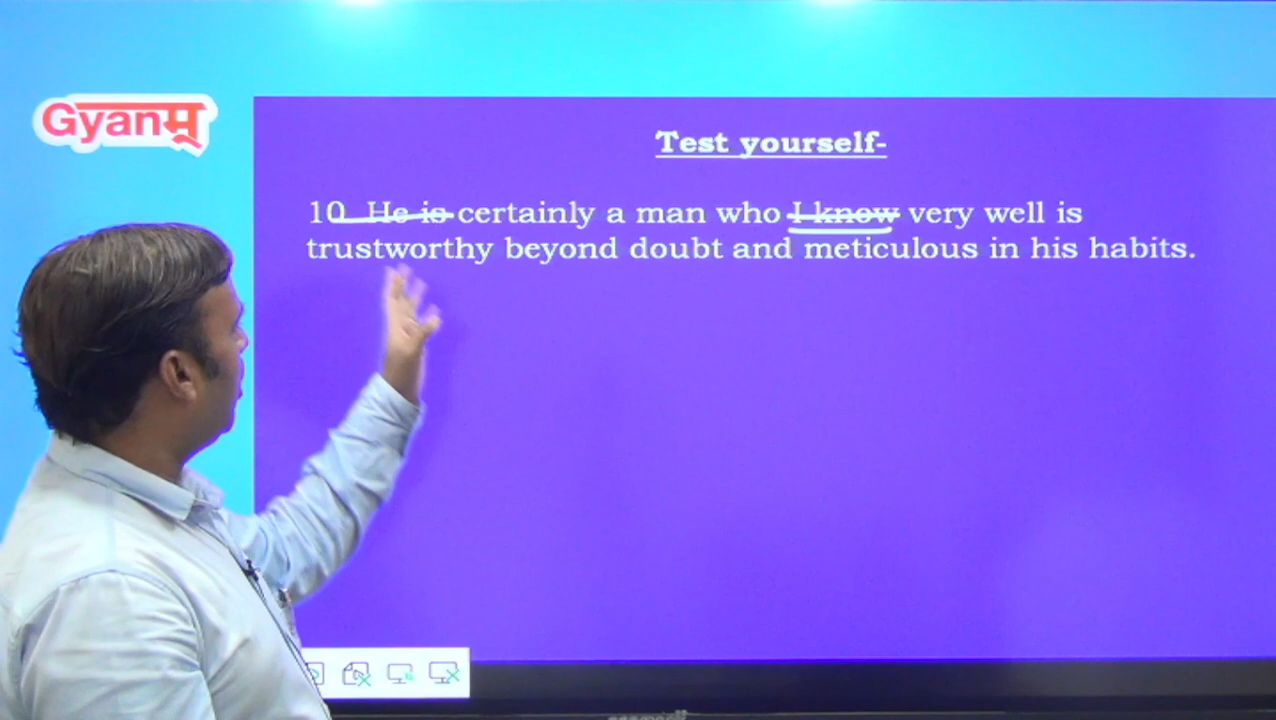 Gyanम्
Test yourself-
10 He is certainly a man who I know very well is
trustworthy beyond doubt and meticulous in his habits.